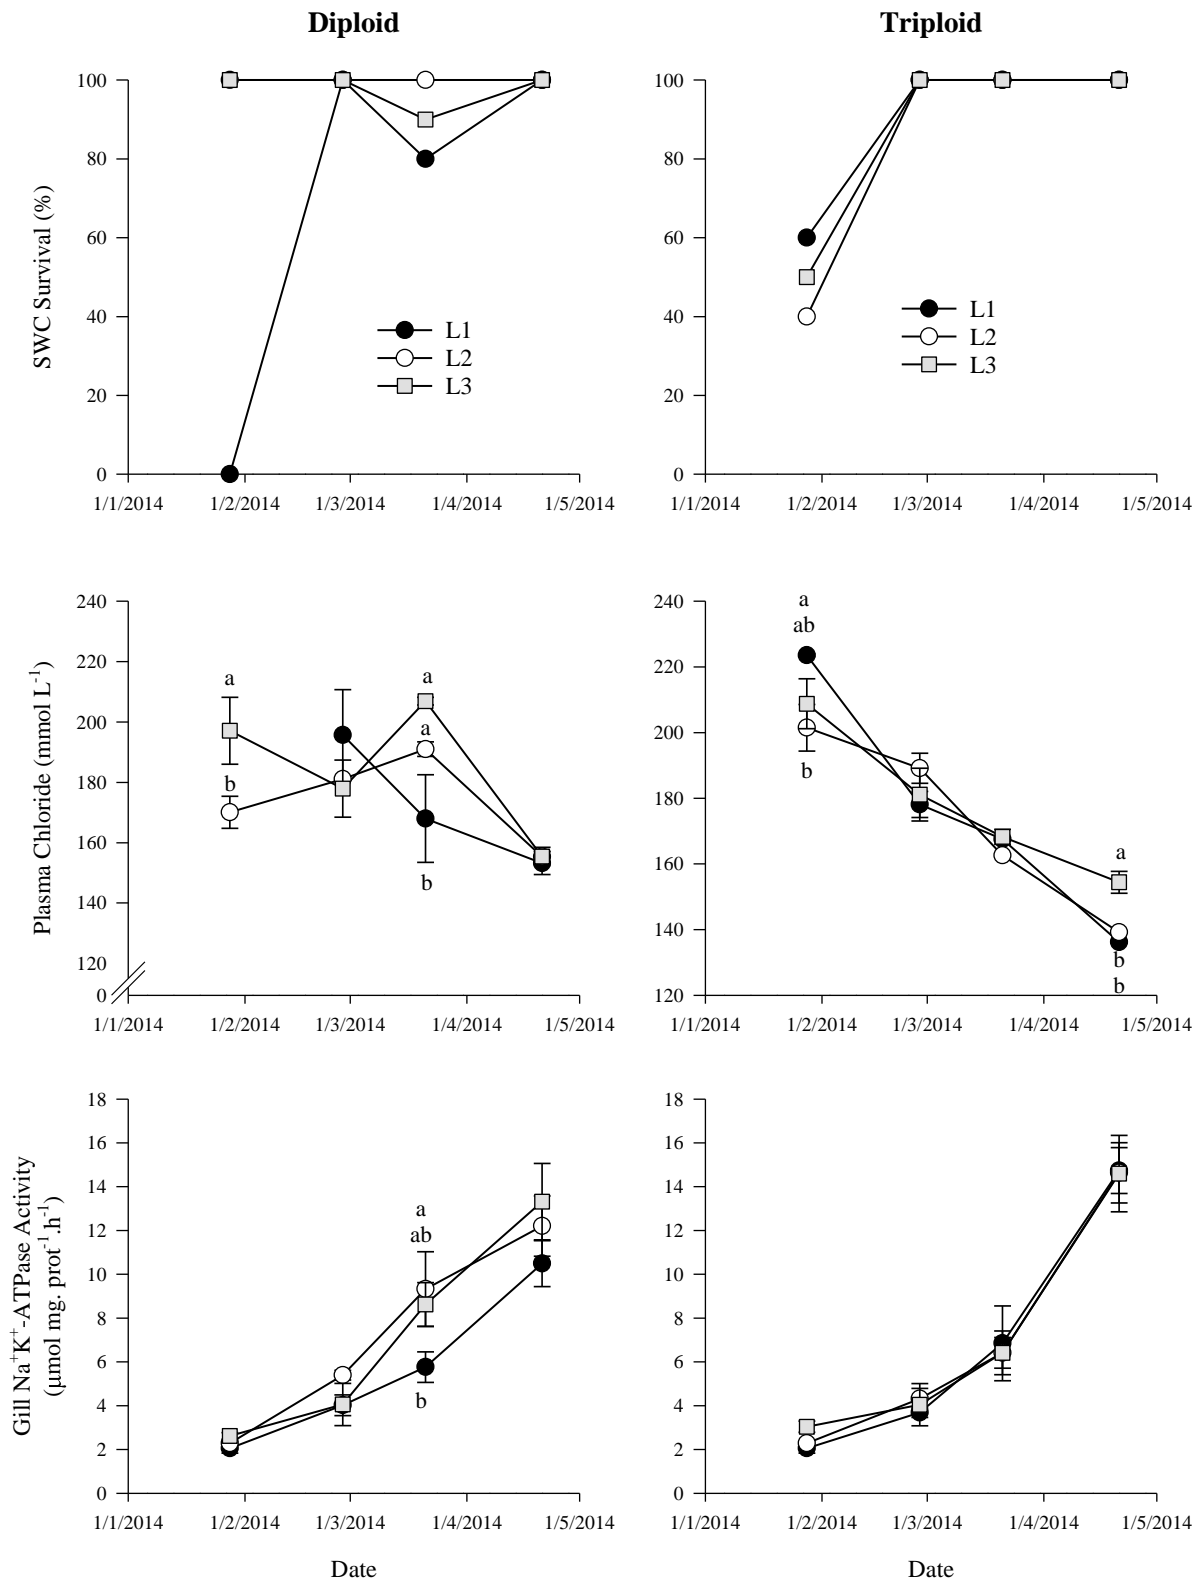 Diploid
Triploid
SWC Survival (%)
100
80
60
40
20
0
L1
L2
L3
1/1/2014
1/2/2014
1/3/2014
1/4/2014
1/5/2014
100
80
60
40
20
0
L1
L2
L3
1/1/2014
1/2/2014
1/3/2014
1/4/2014
1/5/2014
Plasma Chloride (mmol L⁻¹)
240
220
200
180
160
140
120
0
a
b
a
a
b
1/1/2014
1/2/2014
1/3/2014
1/4/2014
1/5/2014
240
220
200
180
160
140
120
a
ab
b
a
b
b
1/1/2014
1/2/2014
1/3/2014
1/4/2014
1/5/2014
Gill Na⁺K⁺-ATPase Activity
(μmol mg. prot⁻¹.h⁻¹)
18
16
14
12
10
8
6
4
2
0
a
ab
b
1/1/2014
1/2/2014
1/3/2014
1/4/2014
1/5/2014
Date
18
16
14
12
10
8
6
4
2
0
1/1/2014
1/2/2014
1/3/2014
1/4/2014
1/5/2014
Date